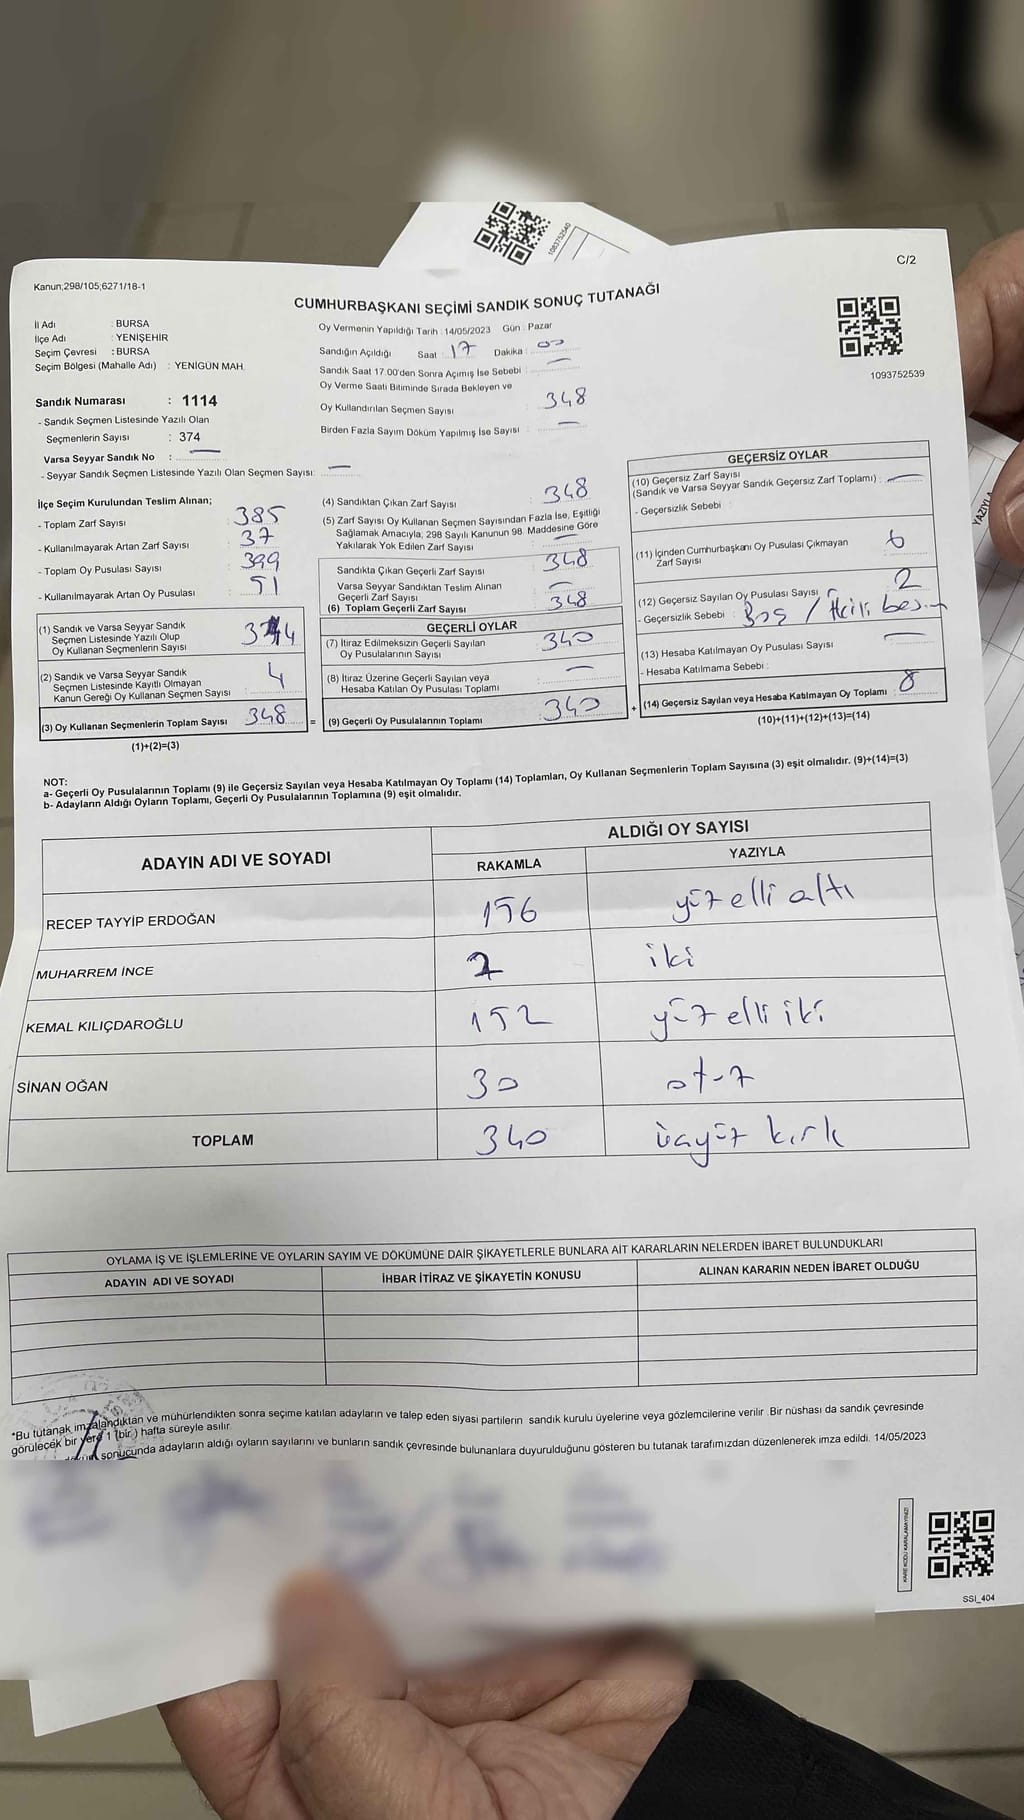 1083752540
C/2
Kanun;298/105;6271/18-1
CUMHURBAŞKANI SEÇİMİ SANDIK SONUÇ TUTANAĞI
İl Adı : BURSA
İlçe Adı : YENİŞEHİR
Seçim Çevresi : BURSA
Seçim Bölgesi (Mahalle Adı) : YENİGÜN MAH.
Sandık Numarası : 1114
- Sandık Seçmen Listesinde Yazılı Olan
Seçmenlerin Sayısı : 374
Varsa Seyyar Sandık No : —
- Seyyar Sandık Seçmen Listesinde Yazılı Olan Seçmen Sayısı: —
Oy Vermenin Yapıldığı Tarih : 14/05/2023 Gün : Pazar
Sandığın Açıldığı Saat : 17 Dakika : 00
Sandık Saat 17.00'den Sonra Açımış İse Sebebi : —
Oy Verme Saati Bitiminde Sırada Bekleyen ve
Oy Kullandırılan Seçmen Sayısı : 348
Birden Fazla Sayım Döküm Yapılmış İse Sayısı : —
1093752539
İlçe Seçim Kurulundan Teslim Alınan;
- Toplam Zarf Sayısı : 385
- Kullanılmayarak Artan Zarf Sayısı : 37
- Toplam Oy Pusulası Sayısı : 399
- Kullanılmayarak Artan Oy Pusulası : 51
(1) Sandık ve Varsa Seyyar Sandık
Seçmen Listesinde Yazılı Olup
Oy Kullanan Seçmenlerin Sayısı : 344
(2) Sandık ve Varsa Seyyar Sandık
Seçmen Listesinde Kayıtlı Olmayan
Kanun Gereği Oy Kullanan Seçmen Sayısı : 4
(3) Oy Kullanan Seçmenlerin Toplam Sayısı : 348
(1)+(2)=(3)
(4) Sandıktan Çıkan Zarf Sayısı : 348
(5) Zarf Sayısı Oy Kullanan Seçmen Sayısından Fazla İse, Eşitliği
Sağlamak Amacıyla, 298 Sayılı Kanunun 98. Maddesine Göre
Yakılarak Yok Edilen Zarf Sayısı : —
Sandıkta Çıkan Geçerli Zarf Sayısı : 348
Varsa Seyyar Sandıktan Teslim Alınan
Geçerli Zarf Sayısı : —
(6) Toplam Geçerli Zarf Sayısı : 348
GEÇERLİ OYLAR
(7) İtiraz Edilmeksizin Geçerli Sayılan
Oy Pusulalarının Sayısı : 340
(8) İtiraz Üzerine Geçerli Sayılan veya
Hesaba Katılan Oy Pusulası Toplamı : —
= (9) Geçerli Oy Pusulalarının Toplamı : 340
GEÇERSİZ OYLAR
(10) Geçersiz Zarf Sayısı
(Sandık ve Varsa Seyyar Sandık Geçersiz Zarf Toplamı) : —
- Geçersizlik Sebebi :
(11) İçinden Cumhurbaşkanı Oy Pusulası Çıkmayan
Zarf Sayısı : 6
(12) Geçersiz Sayılan Oy Pusulası Sayısı : 2
- Geçersizlik Sebebi : Boş / İkili basım
(13) Hesaba Katılmayan Oy Pusulası Sayısı : —
- Hesaba Katılmama Sebebi :
+ (14) Geçersiz Sayılan veya Hesaba Katılmayan Oy Toplamı : 8
(10)+(11)+(12)+(13)=(14)
NOT:
a- Geçerli Oy Pusulalarının Toplamı (9) ile Geçersiz Sayılan veya Hesaba Katılmayan Oy Toplamı (14) Toplamları, Oy Kullanan Seçmenlerin Toplam Sayısına (3) eşit olmalıdır. (9)+(14)=(3)
b- Adayların Aldığı Oyların Toplamı, Geçerli Oy Pusulalarının Toplamına (9) eşit olmalıdır.
ADAYIN ADI VE SOYADI ALDIĞI OY SAYISI
RAKAMLA YAZIYLA
RECEP TAYYİP ERDOĞAN 156 yüz elli altı
MUHARREM İNCE 2 iki
KEMAL KILIÇDAROĞLU 152 yüz elli iki
SİNAN OĞAN 30 otuz
TOPLAM 340 üçyüz kırk
OYLAMA İŞ VE İŞLEMLERİNE VE OYLARIN SAYIM VE DÖKÜMÜNE DAİR ŞİKAYETLERLE BUNLARA AİT KARARLARIN NELERDEN İBARET BULUNDUKLARI
ADAYIN ADI VE SOYADI İHBAR İTİRAZ VE ŞİKAYETİN KONUSU ALINAN KARARIN NEDEN İBARET OLDUĞU
*Bu tutanak imzalandıktan ve mühürlendikten sonra seçime katılan adayların ve talep eden siyasi partilerin sandık kurulu üyelerine veya gözlemcilerine verilir. Bir nüshası da sandık çevresinde
görülecek bir yere 1 (bir) hafta süreyle asılır.
sonucunda adayların aldığı oyların sayılarını ve bunların sandık çevresinde bulunanlara duyurulduğunu gösteren bu tutanak tarafımızdan düzenlenerek imza edildi. 14/05/2023
KARE KODU KARALAMAYINIZ!
SSI_404
YAZIYLA